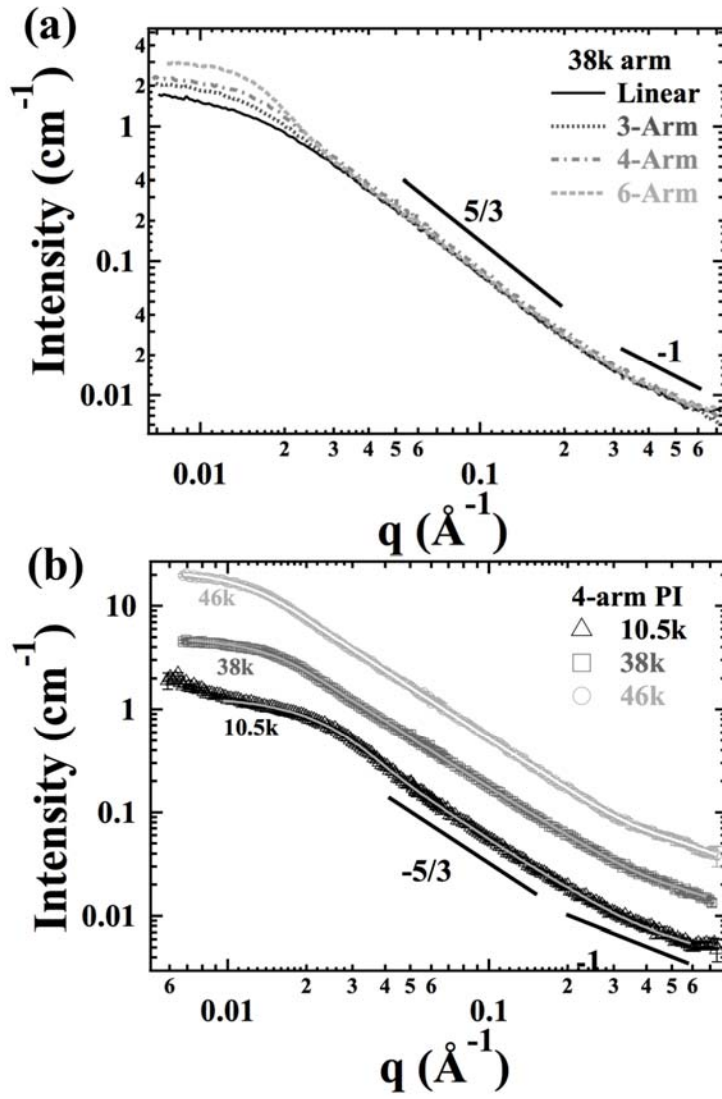 (a)
38k arm
Linear
3-Arm
4-Arm
6-Arm
Intensity (cm-1)
4
2
1
4
2
0.1
4
2
0.01
5/3
-1
0.01 2 3 4 5 6 0.1 2 3 4 5 6
q (Å-1)
(b)
4-arm PI
10.5k
38k
46k
Intensity (cm-1)
10
1
0.1
0.01
46k
38k
10.5k
-5/3
-1
6 0.01 2 3 4 5 6 0.1 2 3 4 5 6
q (Å-1)